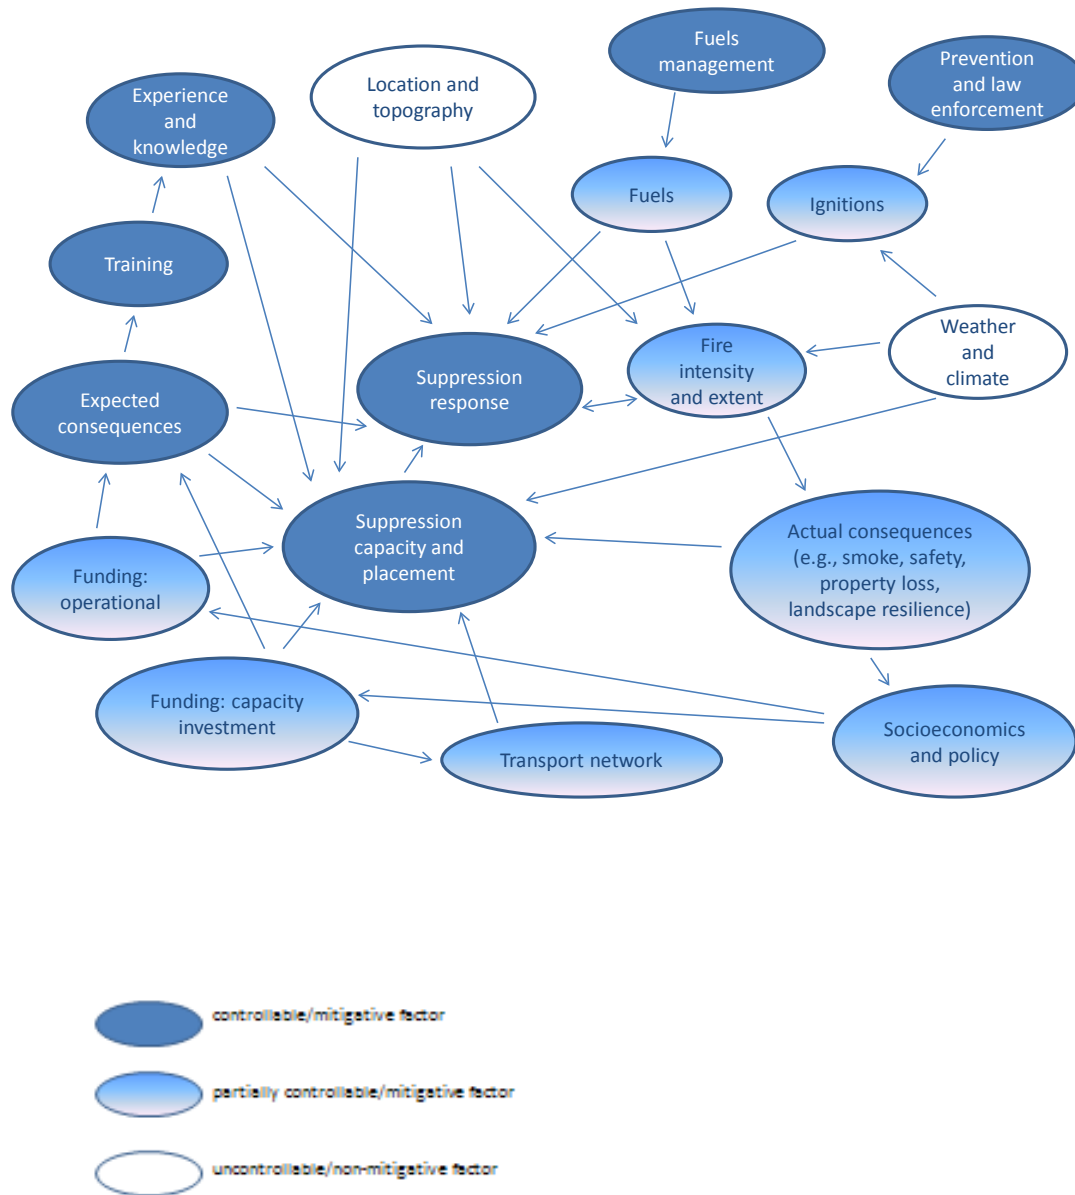 Fuels
management
Prevention
and law
enforcement
Location and
topography
Experience
and
knowledge
Fuels
Ignitions
Training
Weather
and
climate
Fire
intensity
and extent
Suppression
response
Expected
consequences
Suppression
capacity and
placement
Actual consequences
(e.g., smoke, safety,
property loss,
landscape resilience)
Funding:
operational
Funding: capacity
investment
Socioeconomics
and policy
Transport network
controllable/mitigative factor
partially controllable/mitigative factor
uncontrollable/non-mitigative factor